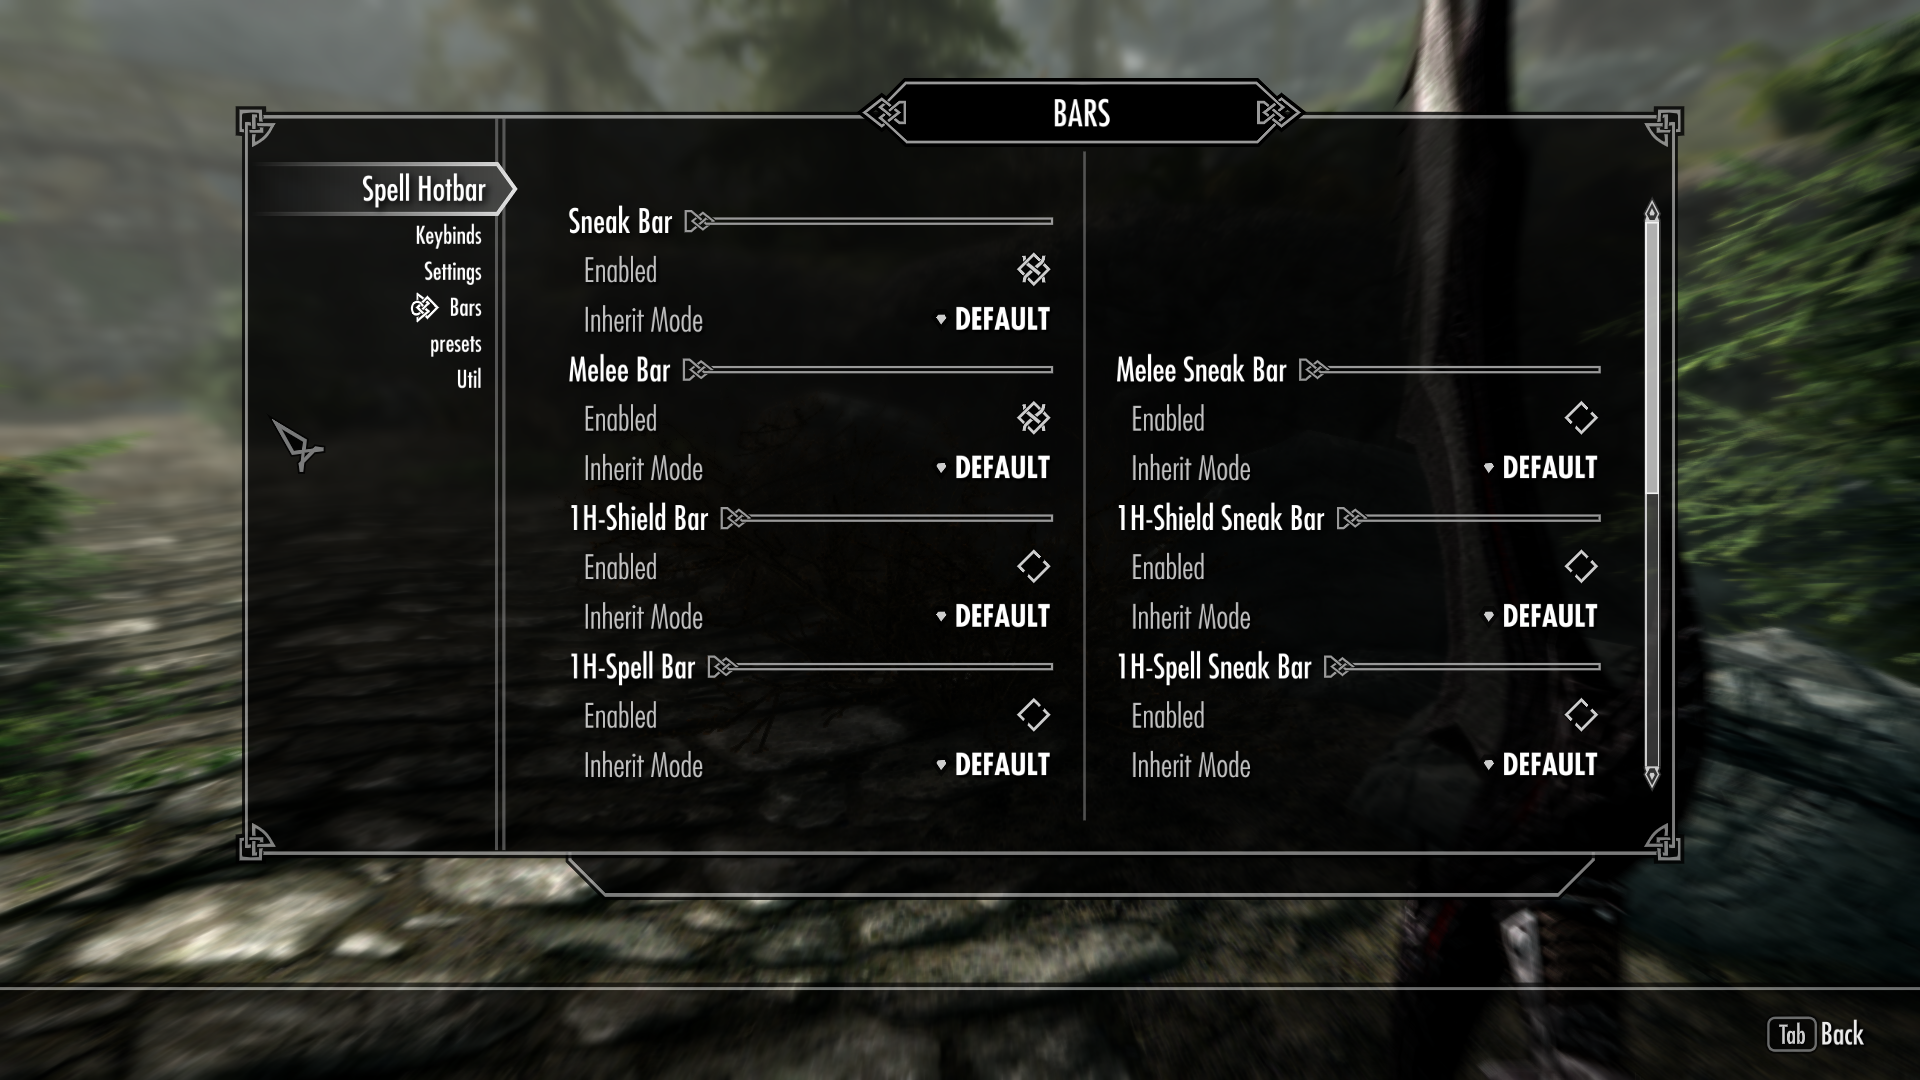 BARS
Spell Hotbar
Keybinds
Settings
Bars
presets
Util
Sneak Bar
Enabled
Inherit Mode DEFAULT
Melee Bar
Enabled
Inherit Mode DEFAULT
1H-Shield Bar
Enabled
Inherit Mode DEFAULT
1H-Spell Bar
Enabled
Inherit Mode DEFAULT
Melee Sneak Bar
Enabled
Inherit Mode DEFAULT
1H-Shield Sneak Bar
Enabled
Inherit Mode DEFAULT
1H-Spell Sneak Bar
Enabled
Inherit Mode DEFAULT
Tab Back